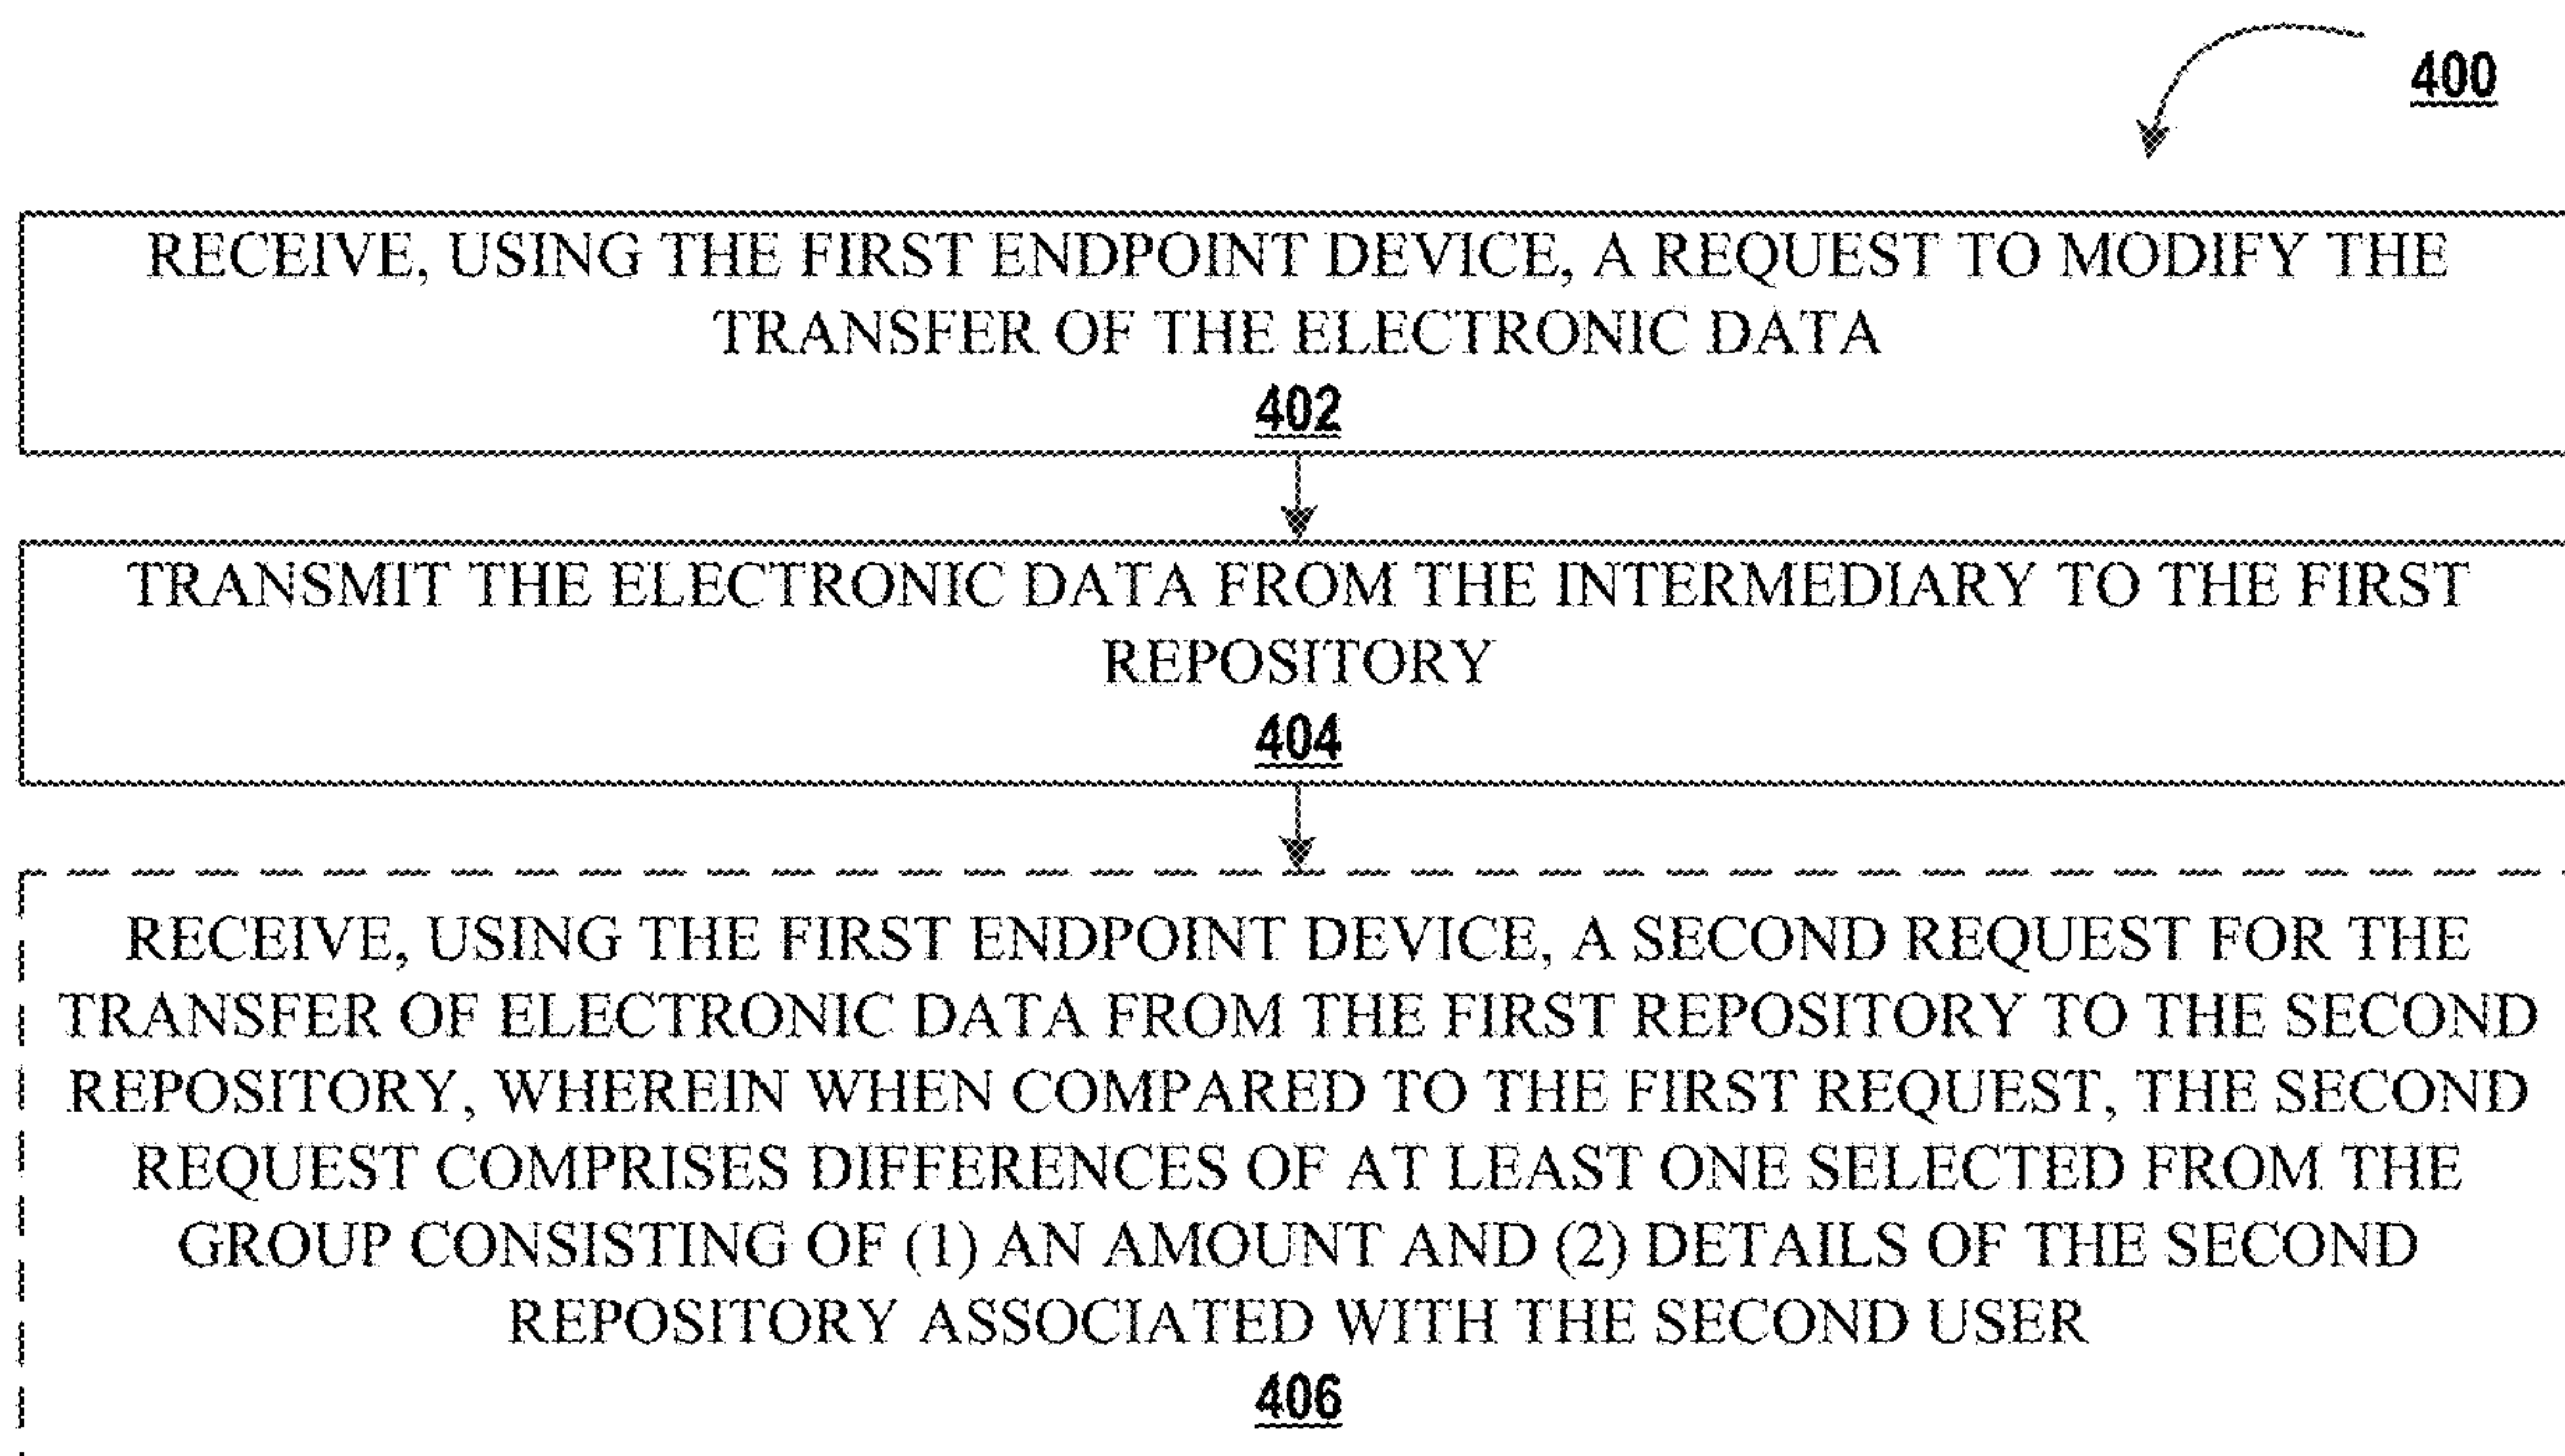 400
RECEIVE, USING THE FIRST ENDPOINT DEVICE, A REQUEST TO MODIFY THE
TRANSFER OF THE ELECTRONIC DATA
402
TRANSMIT THE ELECTRONIC DATA FROM THE INTERMEDIARY TO THE FIRST
REPOSITORY
404
RECEIVE, USING THE FIRST ENDPOINT DEVICE, A SECOND REQUEST FOR THE
TRANSFER OF ELECTRONIC DATA FROM THE FIRST REPOSITORY TO THE SECOND
REPOSITORY, WHEREIN WHEN COMPARED TO THE FIRST REQUEST, THE SECOND
REQUEST COMPRISES DIFFERENCES OF AT LEAST ONE SELECTED FROM THE
GROUP CONSISTING OF (1) AN AMOUNT AND (2) DETAILS OF THE SECOND
REPOSITORY ASSOCIATED WITH THE SECOND USER
406